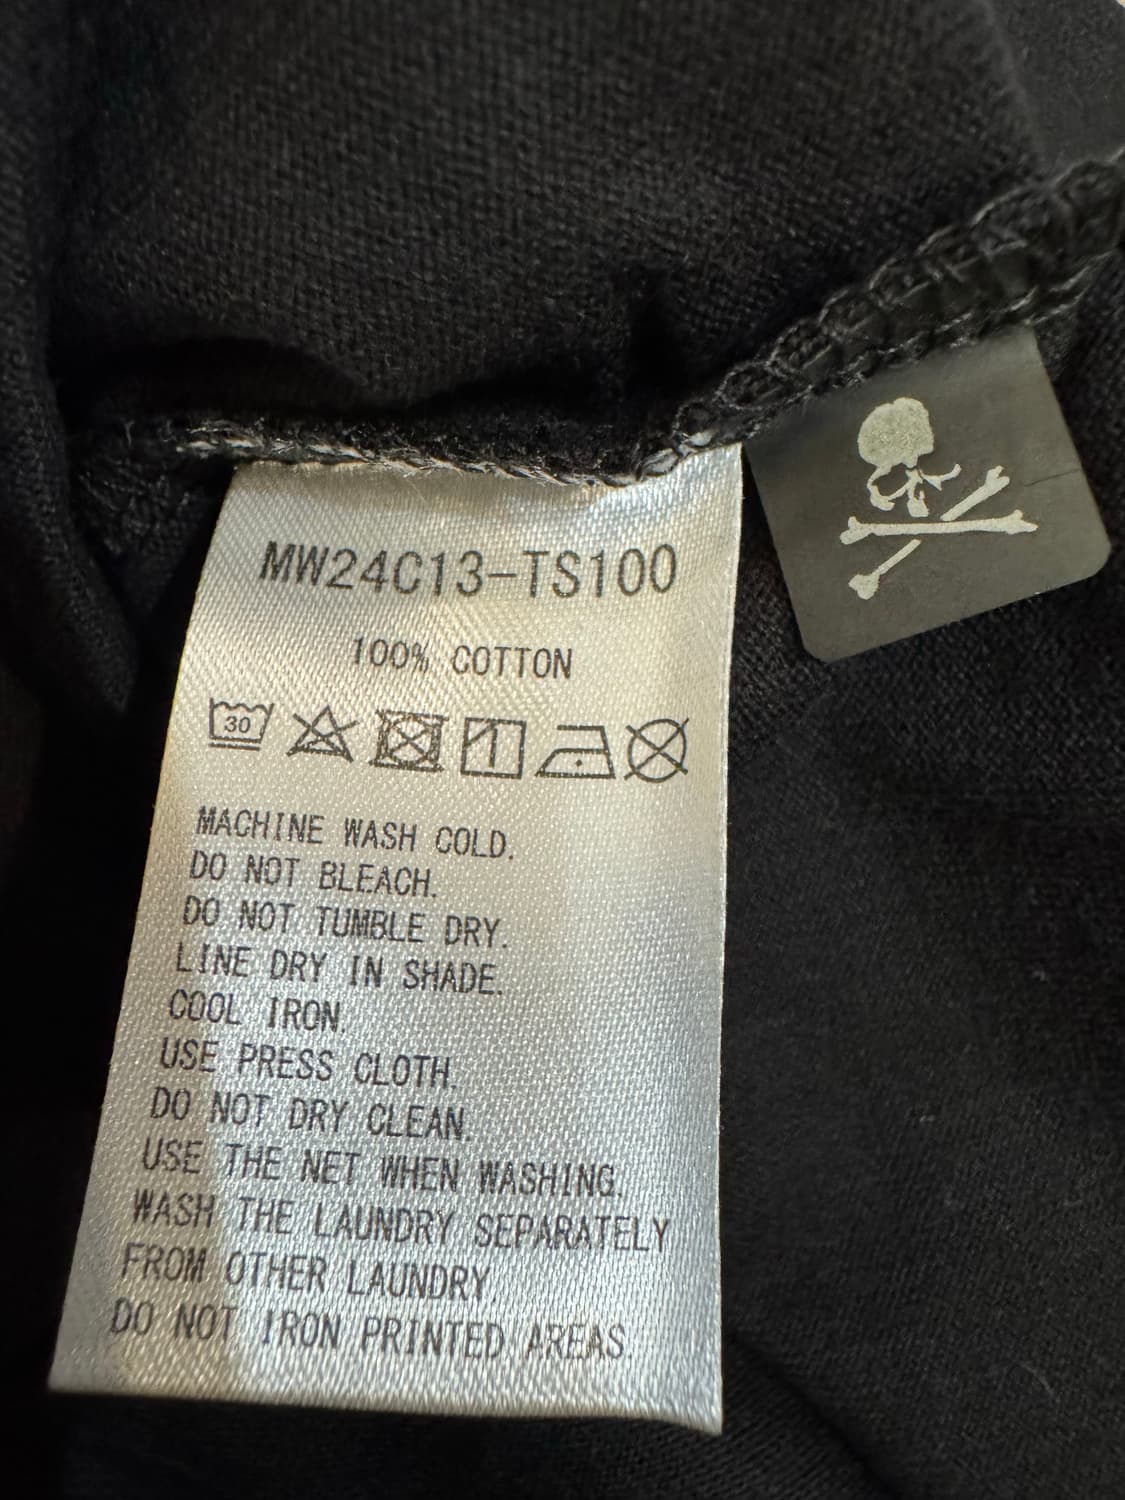 MW24C13-TS100
100% COTTON
30
MACHINE WASH COLD.
DO NOT BLEACH.
DO NOT TUMBLE DRY.
LINE DRY IN SHADE.
COOL IRON.
USE PRESS CLOTH.
DO NOT DRY CLEAN.
USE THE NET WHEN WASHING.
WASH THE LAUNDRY SEPARATELY
FROM OTHER LAUNDRY.
DO NOT IRON PRINTED AREAS.